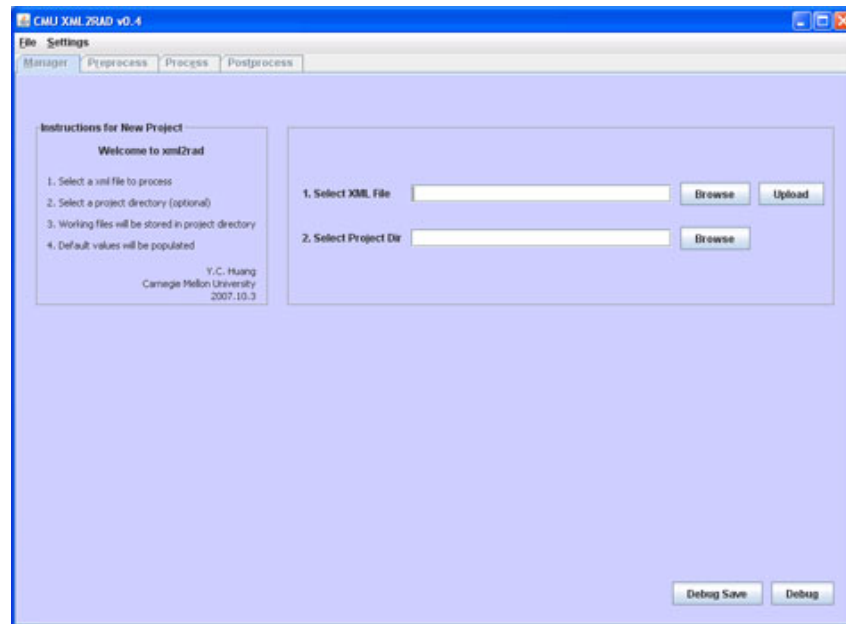 CMU XML2RAD v0.4
File Settings
Manager Preprocess Process Postprocess
Instructions for New Project
Welcome to xml2rad
1. Select a xml file to process
2. Select a project directory (optional)
3. Working files will be stored in project directory
4. Default values will be populated
Y.C. Huang
Carnegie Mellon University
2007.10.3
1. Select XML File Browse Upload
2. Select Project Dir Browse
Debug Save Debug